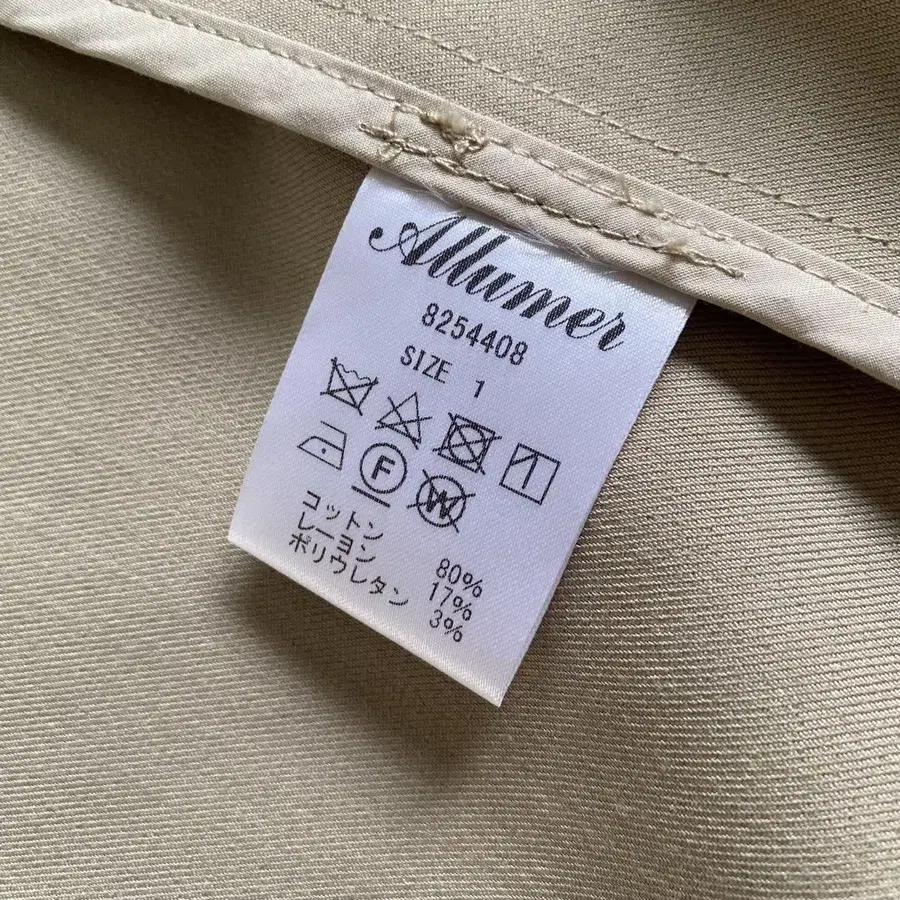 Allumer
8254408
SIZE 1
F W
コットン 80%
レーヨン 17%
ポリウレタン 3%